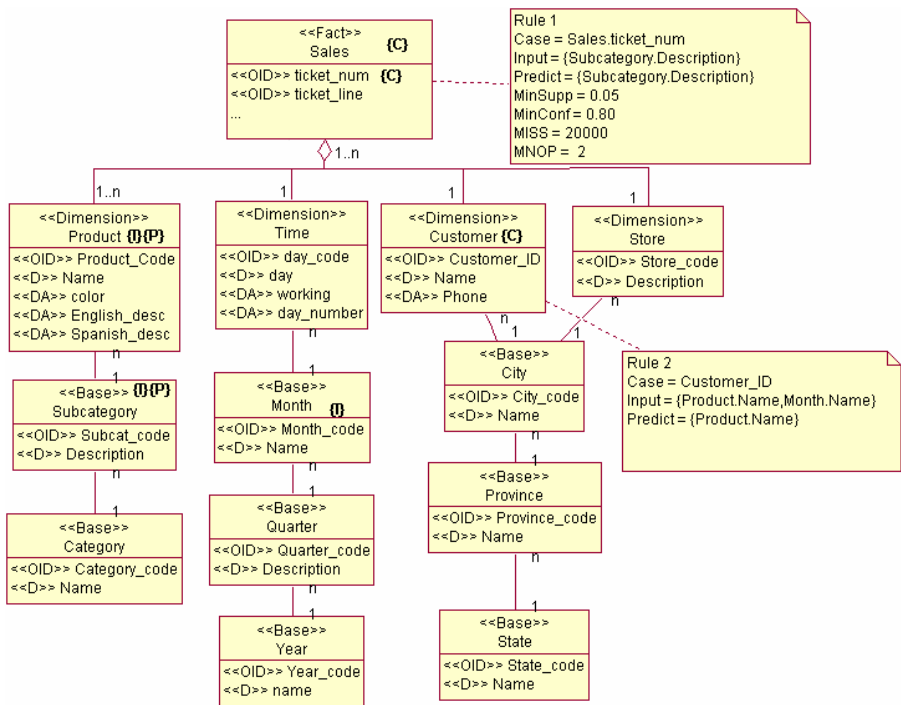 <<Fact>>
Sales {C}
<<OID>> ticket_num {C}
<<OID>> ticket_line
...
Rule 1
Case = Sales.ticket_num
Input = {Subcategory.Description}
Predict = {Subcategory.Description}
MinSupp = 0.05
MinConf = 0.80
MISS = 20000
MNOP = 2
1..n
1..n
1
1
1
<<Dimension>>
Product {I}{P}
<<OID>> Product_Code
<<D>> Name
<<DA>> color
<<DA>> English_desc
<<DA>> Spanish_desc
n
1
<<Base>> {I}{P}
Subcategory
<<OID>> Subcat_code
<<D>> Description
n
1
<<Base>>
Category
<<OID>> Category_code
<<D>> Name
<<Dimension>>
Time
<<OID>> day_code
<<D>> day
<<DA>> working
<<DA>> day_number
n
1
<<Base>>
Month {I}
<<OID>> Month_code
<<D>> Name
n
1
<<Base>>
Quarter
<<OID>> Quarter_code
<<D>> Description
n
1
<<Base>>
Year
<<OID>> Year_code
<<D>> name
<<Dimension>>
Customer {C}
<<OID>> Customer_ID
<<D>> Name
<<DA>> Phone
n
1
<<Dimension>>
Store
<<OID>> Store_code
<<D>> Description
n
1
<<Base>>
City
<<OID>> City_code
<<D>> Name
n
1
<<Base>>
Province
<<OID>> Province_code
<<D>> Name
n
1
<<Base>>
State
<<OID>> State_code
<<D>> Name
Rule 2
Case = Customer_ID
Input = {Product.Name,Month.Name}
Predict = {Product.Name}